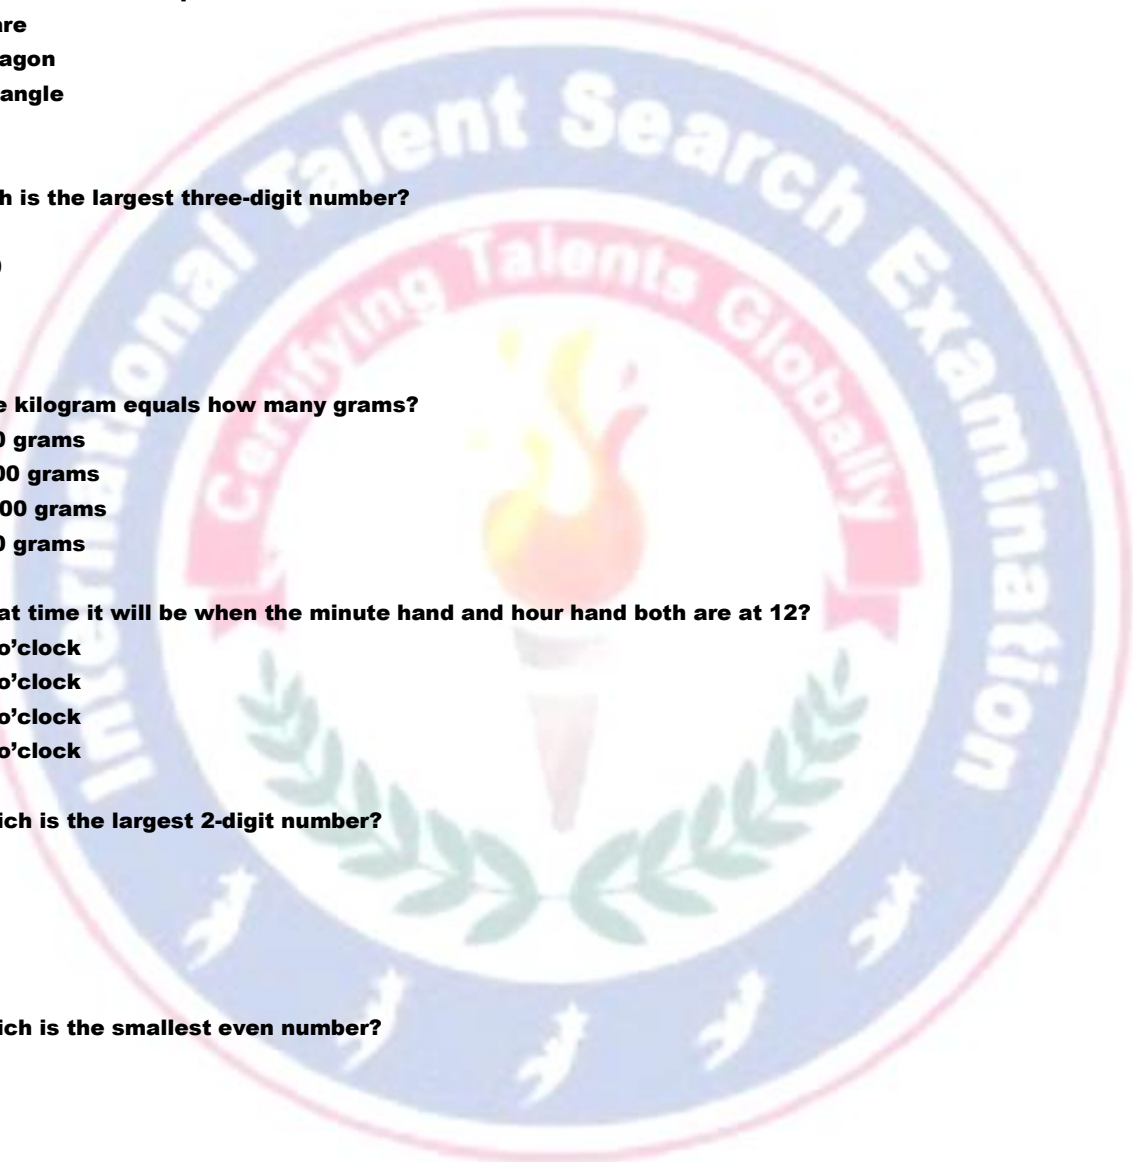 are
agon
angle
International Talent Search Examination
Certifying Talents Globally
h is the largest three-digit number?
e kilogram equals how many grams?
0 grams
00 grams
00 grams
0 grams
at time it will be when the minute hand and hour hand both are at 12?
o’clock
o’clock
o’clock
o’clock
ich is the largest 2-digit number?
ich is the smallest even number?